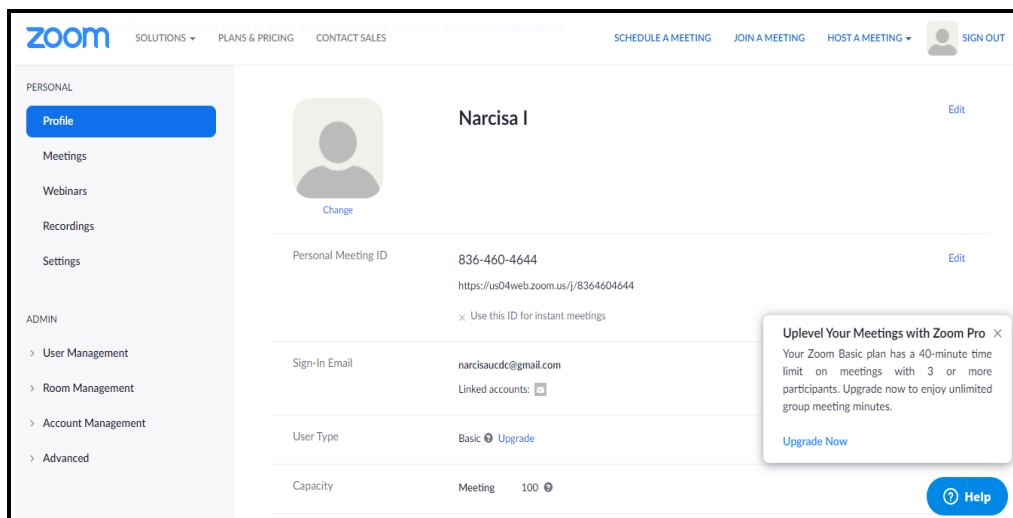 zoom SOLUTIONS PLANS & PRICING CONTACT SALES SCHEDULE A MEETING JOIN A MEETING HOST A MEETING SIGN OUT
PERSONAL
Profile
Meetings
Webinars
Recordings
Settings
ADMIN
User Management
Room Management
Account Management
Advanced
Change
Narcisa I
Edit
Personal Meeting ID
836-460-4644
Edit
https://us04web.zoom.us/j/8364604644
Use this ID for instant meetings
Sign-In Email
narcisaucdc@gmail.com
Linked accounts:
User Type
Basic Upgrade
Capacity
Meeting 100
Uplevel Your Meetings with Zoom Pro
Your Zoom Basic plan has a 40-minute time
limit on meetings with 3 or more
participants. Upgrade now to enjoy unlimited
group meeting minutes.
Upgrade Now
Help